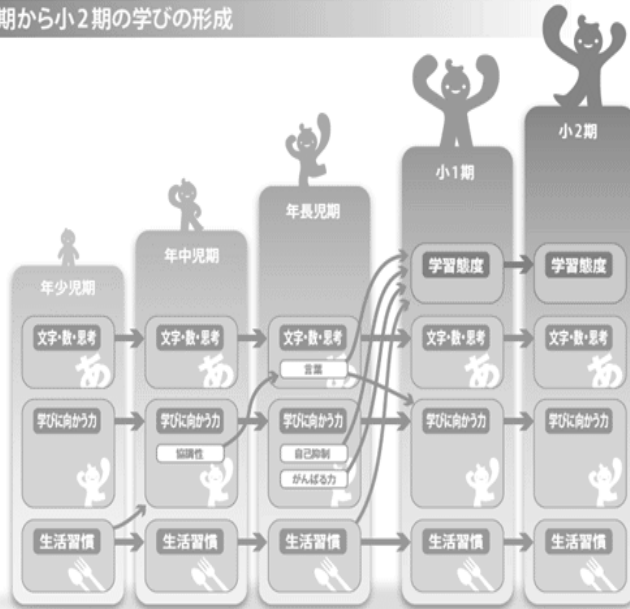 期から小2期の学びの形成
年少児期
文字・数・思考
あ
学びに向かう力
生活習慣
年中児期
文字・数・思考
あ
学びに向かう力
協調性
生活習慣
年長児期
文字・数・思考
言葉
学びに向かう力
自己抑制
がんばる力
生活習慣
小1期
学習態度
文字・数・思考
あ
学びに向かう力
生活習慣
小2期
学習態度
文字・数・思考
あ
学びに向かう力
生活習慣